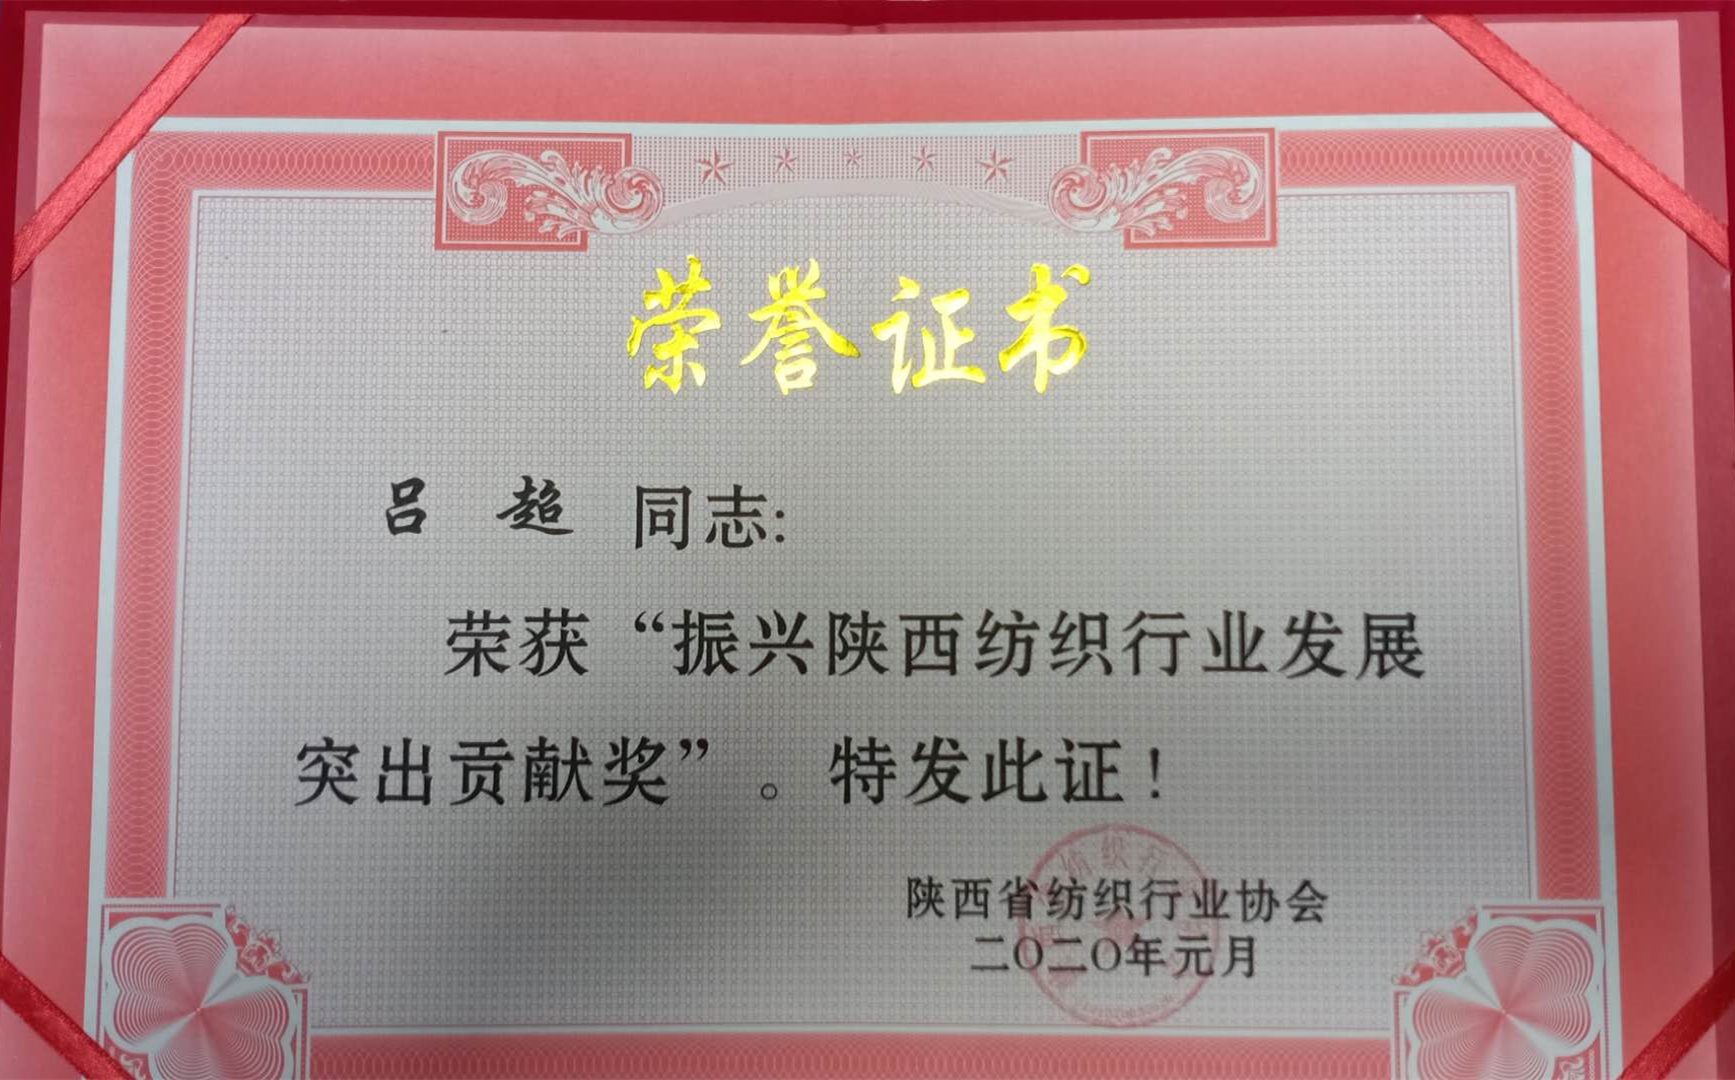 荣誉证书
吕 超 同志:
荣获“振兴陕西纺织行业发展
突出贡献奖”。特发此证!
陕西省纺织行业协会
二〇二〇年元月